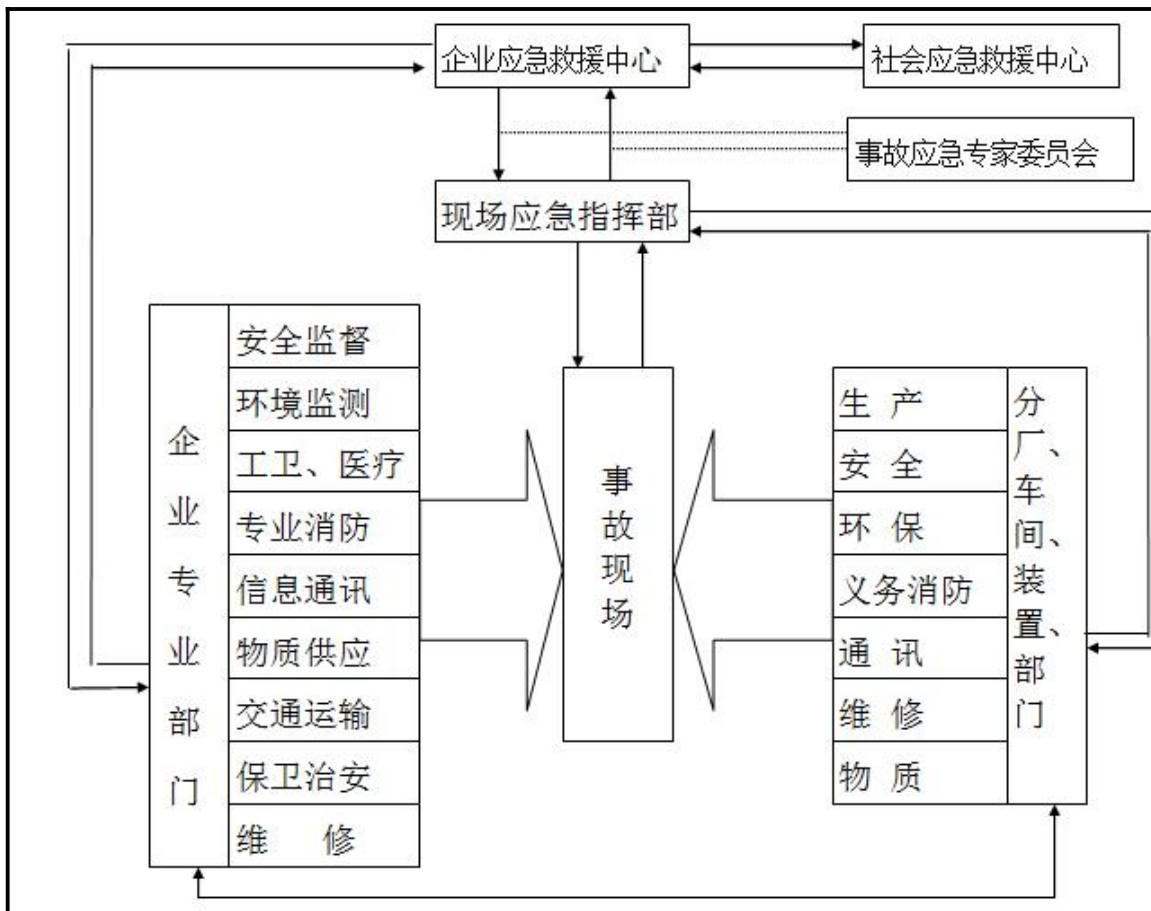 企业应急救援中心
社会应急救援中心
事故应急专家委员会
现场应急指挥部
企业专业部门
安全监督
环境监测
工卫、医疗
专业消防
信息通讯
物质供应
交通运输
保卫治安
维 修
事故现场
生 产
安 全
环 保
义务消防
通 讯
维 修
物 质
分厂、车间、装置、部门